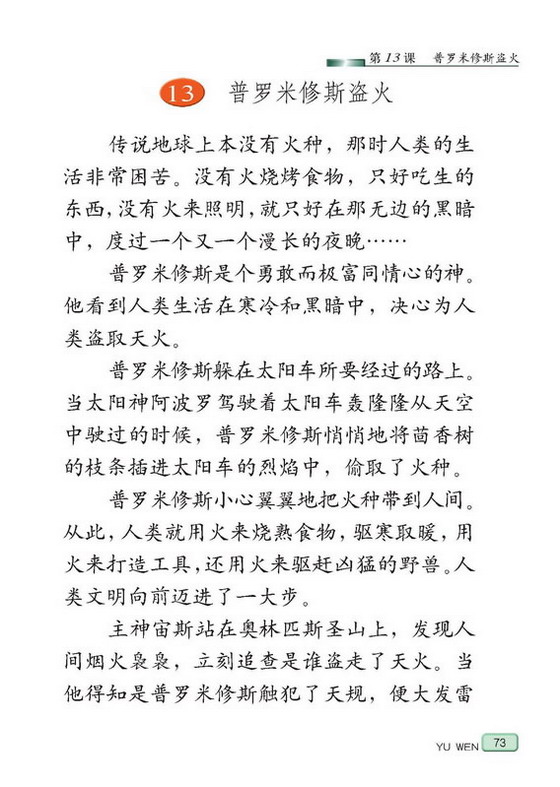 第13课 普罗米修斯盗火
13 普罗米修斯盗火
传说地球上本没有火种，那时人类的生
活非常困苦。没有火烧烤食物，只好吃生的
东西，没有火来照明，就只好在那无边的黑暗
中，度过一个又一个漫长的夜晚……
普罗米修斯是个勇敢而极富同情心的神。
他看到人类生活在寒冷和黑暗中，决心为人
类盗取天火。
普罗米修斯躲在太阳车所要经过的路上。
当太阳神阿波罗驾驶着太阳车轰隆隆从天空
中驶过的时候，普罗米修斯悄悄地将茴香树
的枝条插进太阳车的烈焰中，偷取了火种。
普罗米修斯小心翼翼地把火种带到人间。
从此，人类就用火来烧熟食物，驱寒取暖，用
火来打造工具，还用火来驱赶凶猛的野兽。人
类文明向前迈进了一大步。
主神宙斯站在奥林匹斯圣山上，发现人
间烟火袅袅，立刻追查是谁盗走了天火。当
他得知是普罗米修斯触犯了天规，便大发雷
YU WEN 73